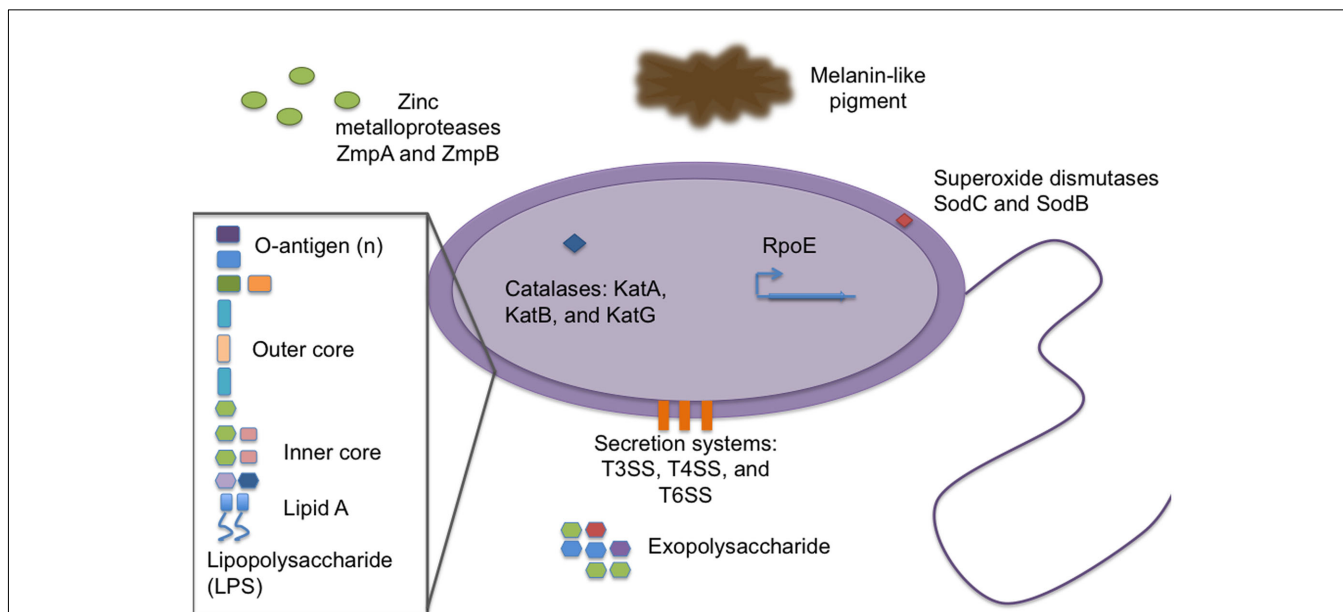 Zinc
metalloproteases
ZmpA and ZmpB
Melanin-like
pigment
Superoxide dismutases
SodC and SodB
O-antigen (n)
Outer core
Inner core
Lipid A
Lipopolysaccharide
(LPS)
Catalases: KatA,
KatB, and KatG
RpoE
Secretion systems:
T3SS, T4SS, and
T6SS
Exopolysaccharide